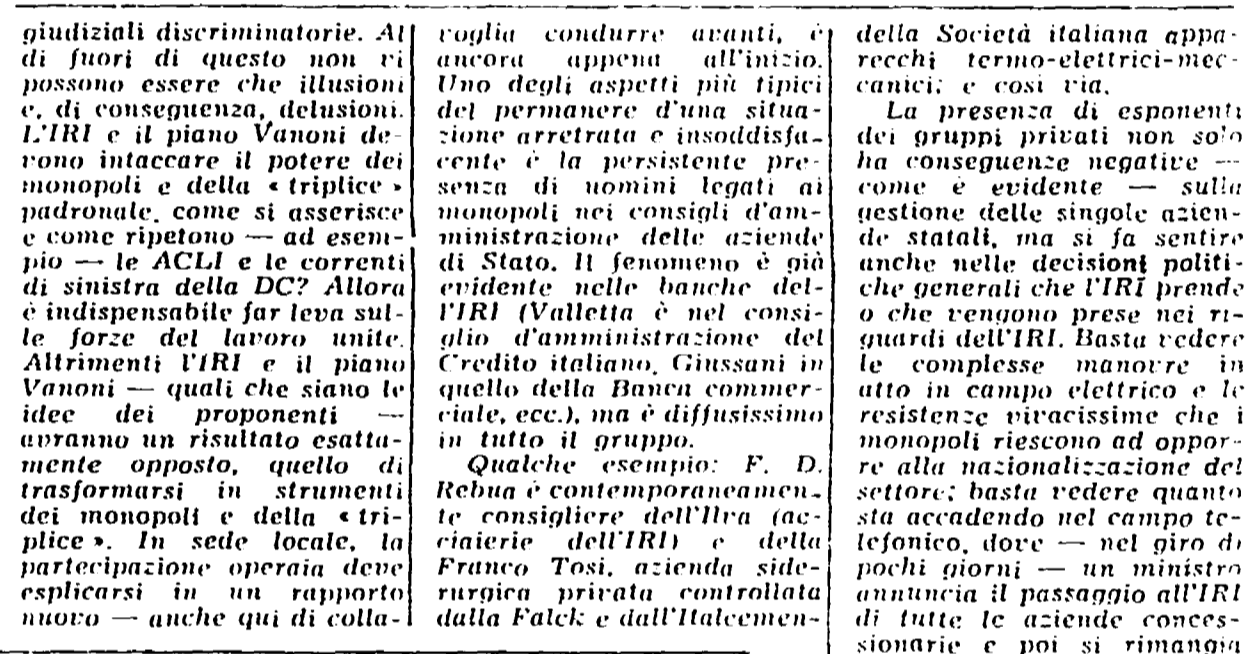 giudiziali discriminatorie. Al
di fuori di questo non vi
possono essere che illusioni
e, di conseguenza, delusioni.
L'IRI e il piano Vanoni de-
vono intaccare il potere dei
monopoli e della « triplice »
padronale, come si asserisce
e come ripetono — ad esem-
pio — le ACLI e le correnti
di sinistra della DC? Allora
è indispensabile far leva sul-
le forze del lavoro unite.
Altrimenti l'IRI e il piano
Vanoni — quali che siano le
idee dei proponenti —
avranno un risultato esatta-
mente opposto, quello di
trasformarsi in strumenti
dei monopoli e della « tri-
plice ». In sede locale, la
partecipazione operaia deve
esplicarsi in un rapporto
nuovo — anche qui di colla-
voglia condurre avanti, è
ancora appena all'inizio.
Uno degli aspetti più tipici
del permanere d'una situa-
zione arretrata e insoddisfa-
cente è la persistente pre-
senza di uomini legati ai
monopoli nei consigli d'am-
ministrazione delle aziende
di Stato. Il fenomeno è già
evidente nelle banche del-
l'IRI (Valletta è nel consi-
glio d'amministrazione del
Credito italiano, Giussani in
quello della Banca commer-
ciale, ecc.), ma è diffusissimo
in tutto il gruppo.
Qualche esempio: F. D.
Rebua è contemporaneamen-
te consigliere dell'Ilva (ac-
ciaierie dell'IRI) e della
Franco Tosi, azienda side-
rurgica privata controllata
dalla Falck e dall'Italcemen-
della Società italiana appa-
recchi termo-elettrici-mec-
canici; e così via.
La presenza di esponenti
dei gruppi privati non solo
ha conseguenze negative —
come è evidente — sulla
gestione delle singole azien-
de statali, ma si fa sentire
anche nelle decisioni politi-
che generali che l'IRI prende
o che vengono prese nei ri-
guardi dell'IRI. Basta vedere
le complesse manovre in
atto in campo elettrico e le
resistenze vivacissime che i
monopoli riescono ad oppor-
re alla nazionalizzazione del
settore; basta vedere quanto
sta accadendo nel campo te-
lefonico, dove — nel giro di
pochi giorni — un ministro
annuncia il passaggio all'IRI
di tutte le aziende conces-
sionarie e poi si rimangia